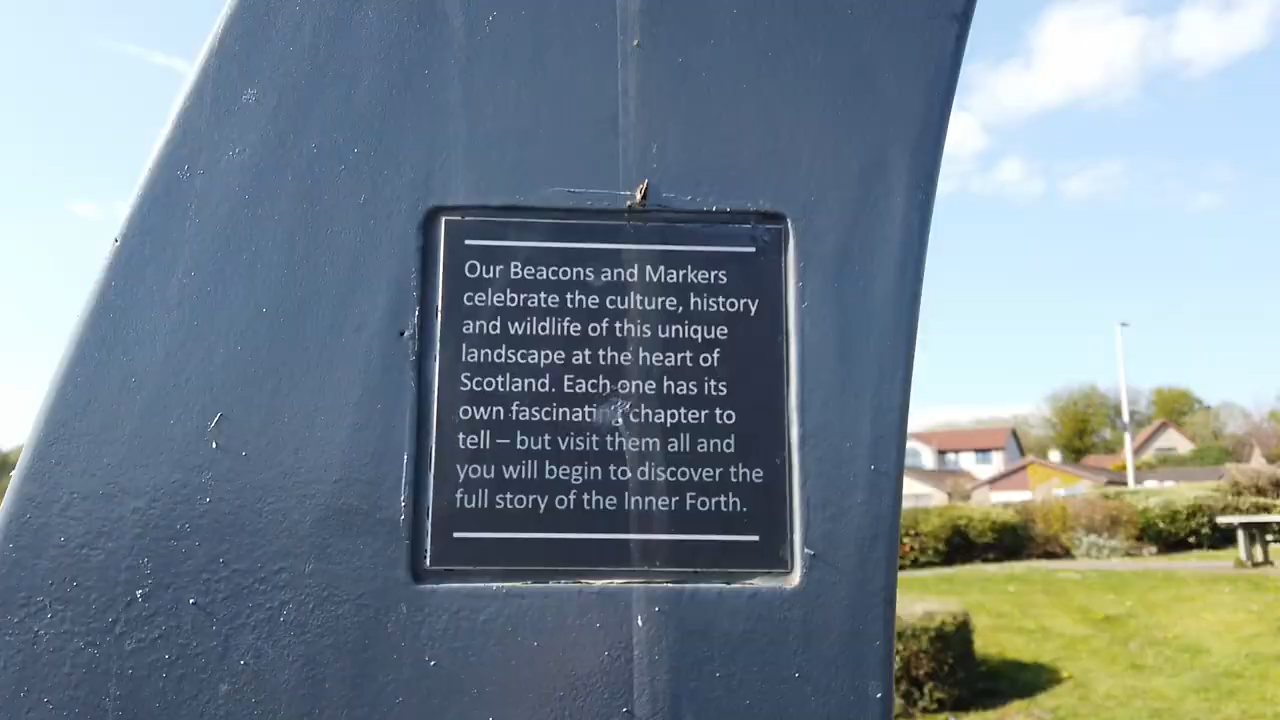 Our Beacons and Markers
celebrate the culture, history
and wildlife of this unique
landscape at the heart of
Scotland. Each one has its
own fascinating chapter to
tell – but visit them all and
you will begin to discover the
full story of the Inner Forth.